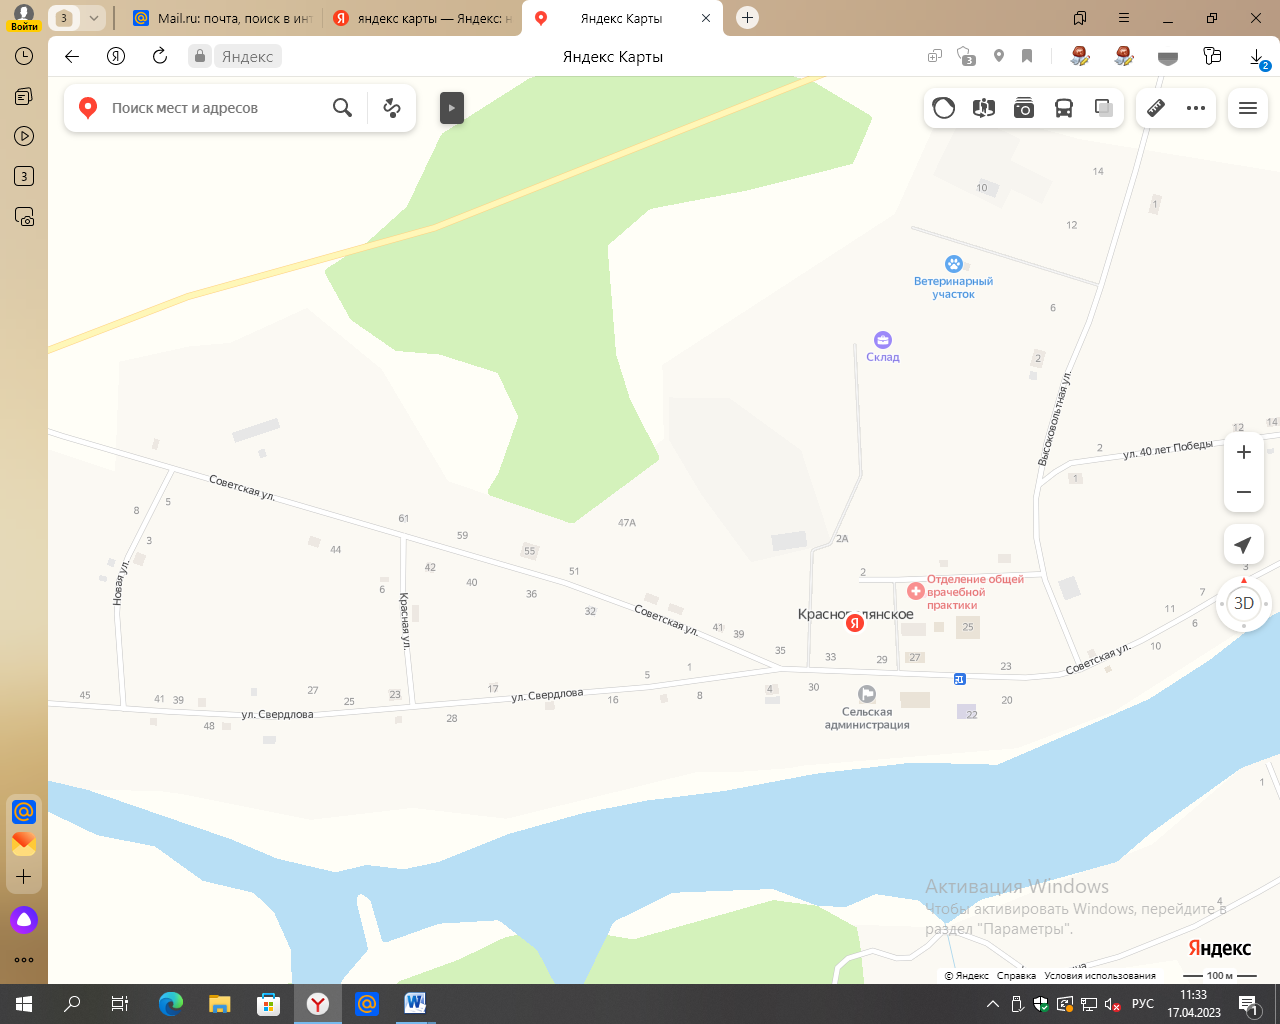 3
Mail.ru: почта, поиск в инт
яндекс карты — Яндекс: н
Яндекс Карты
Войти
Яндекс
Яндекс Карты
3
2
Поиск мест и адресов
3
10
14
1
12
Ветеринарный
участок
6
Склад
2
Высоковольтная ул.
12
14
2
ул. 40 лет Победы
1
Советская ул.
8
5
3
61
59
47А
44
55
2А
42
51
40
36
2
6
32
Новая ул.
Красная ул.
Отделение общей
врачебной
практики
3
7
3D
11
6
Советская ул.
41
39
25
35
33
29
27
23
10
Советская ул.
1
5
45
41
39
27
25
23
17
ул. Свердлова
16
8
4
30
20
22
48
ул. Свердлова
28
Сельская
администрация
1
4
Активация Windows
Чтобы активировать Windows, перейдите в
раздел "Параметры".
Яндекс
© Яндекс Справка Условия использования
100 м
РУС
11:33
17.04.2023
1